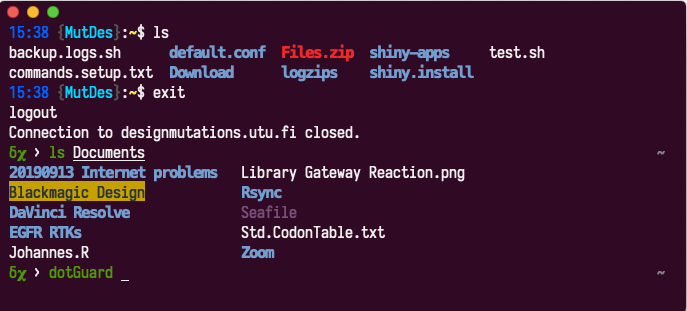 15:38 {MutDes}:~$ ls
backup.logs.sh default.conf Files.zip shiny-apps test.sh
commands.setup.txt Download logzips shiny.install
15:38 {MutDes}:~$ exit
logout
Connection to designmutations.utu.fi closed.
δχ › ls Documents ~
20190913 Internet problems Library Gateway Reaction.png
Blackmagic Design Rsync
DaVinci Resolve Seafile
EGFR RTKs Std.CodonTable.txt
Johannes.R Zoom
δχ › dotGuard _ ~